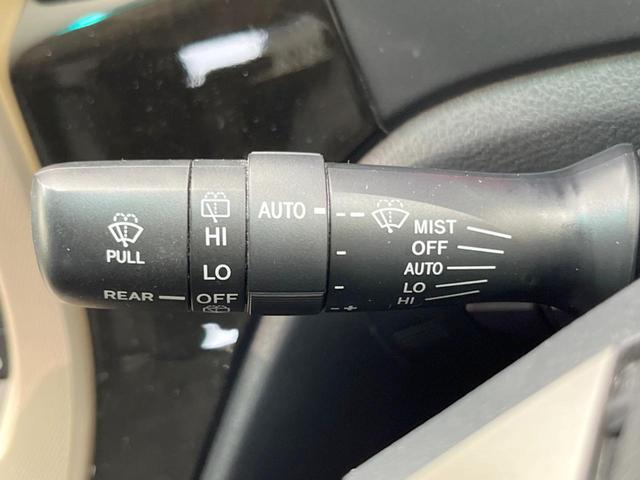 PULL
REAR
HI
LO
OFF
AUTO
MIST
OFF
AUTO
LO
HI
- +